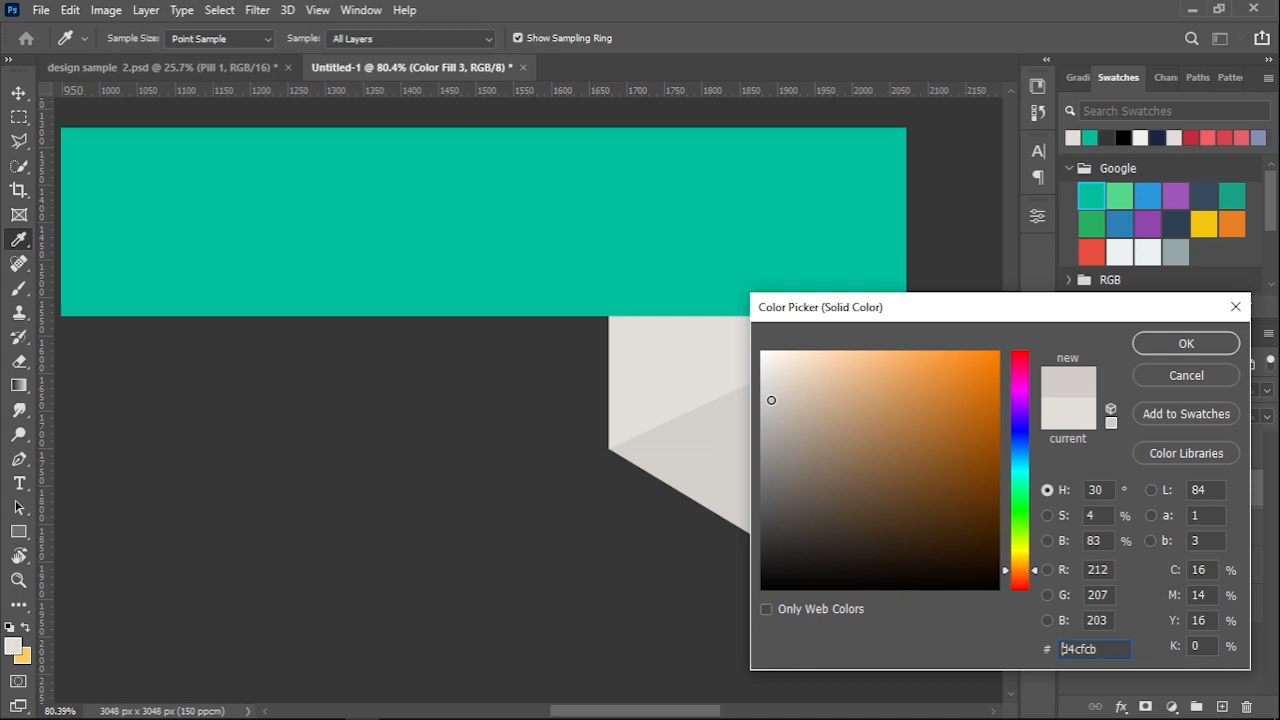 Ps File Edit Image Layer Type Select Filter 3D View Window Help
Sample Size: Point Sample Sample: All Layers Show Sampling Ring
design sample 2.psd @ 25.7% (Pill 1, RGB/16) * × Untitled-1 @ 80.4% (Color Fill 3, RGB/8) * ×
Gradi Swatches Chan Paths Patter
950 1000 1050 1100 1150 1200 1250 1300 1350 1400 1450 1500 1550 1600 1650 1700 1750 1800 1850 1900 1950 2000 2050 2100 2150
Search Swatches
Google
RGB
Color Picker (Solid Color)
new
OK
Cancel
Add to Swatches
current
Color Libraries
H: 30 ° L: 84
S: 4 % a: 1
B: 83 % b: 3
R: 212 C: 16 %
G: 207 M: 14 %
Only Web Colors
B: 203 Y: 16 %
# d4cfcb K: 0 %
80.39% 3048 px x 3048 px (150 ppcm)